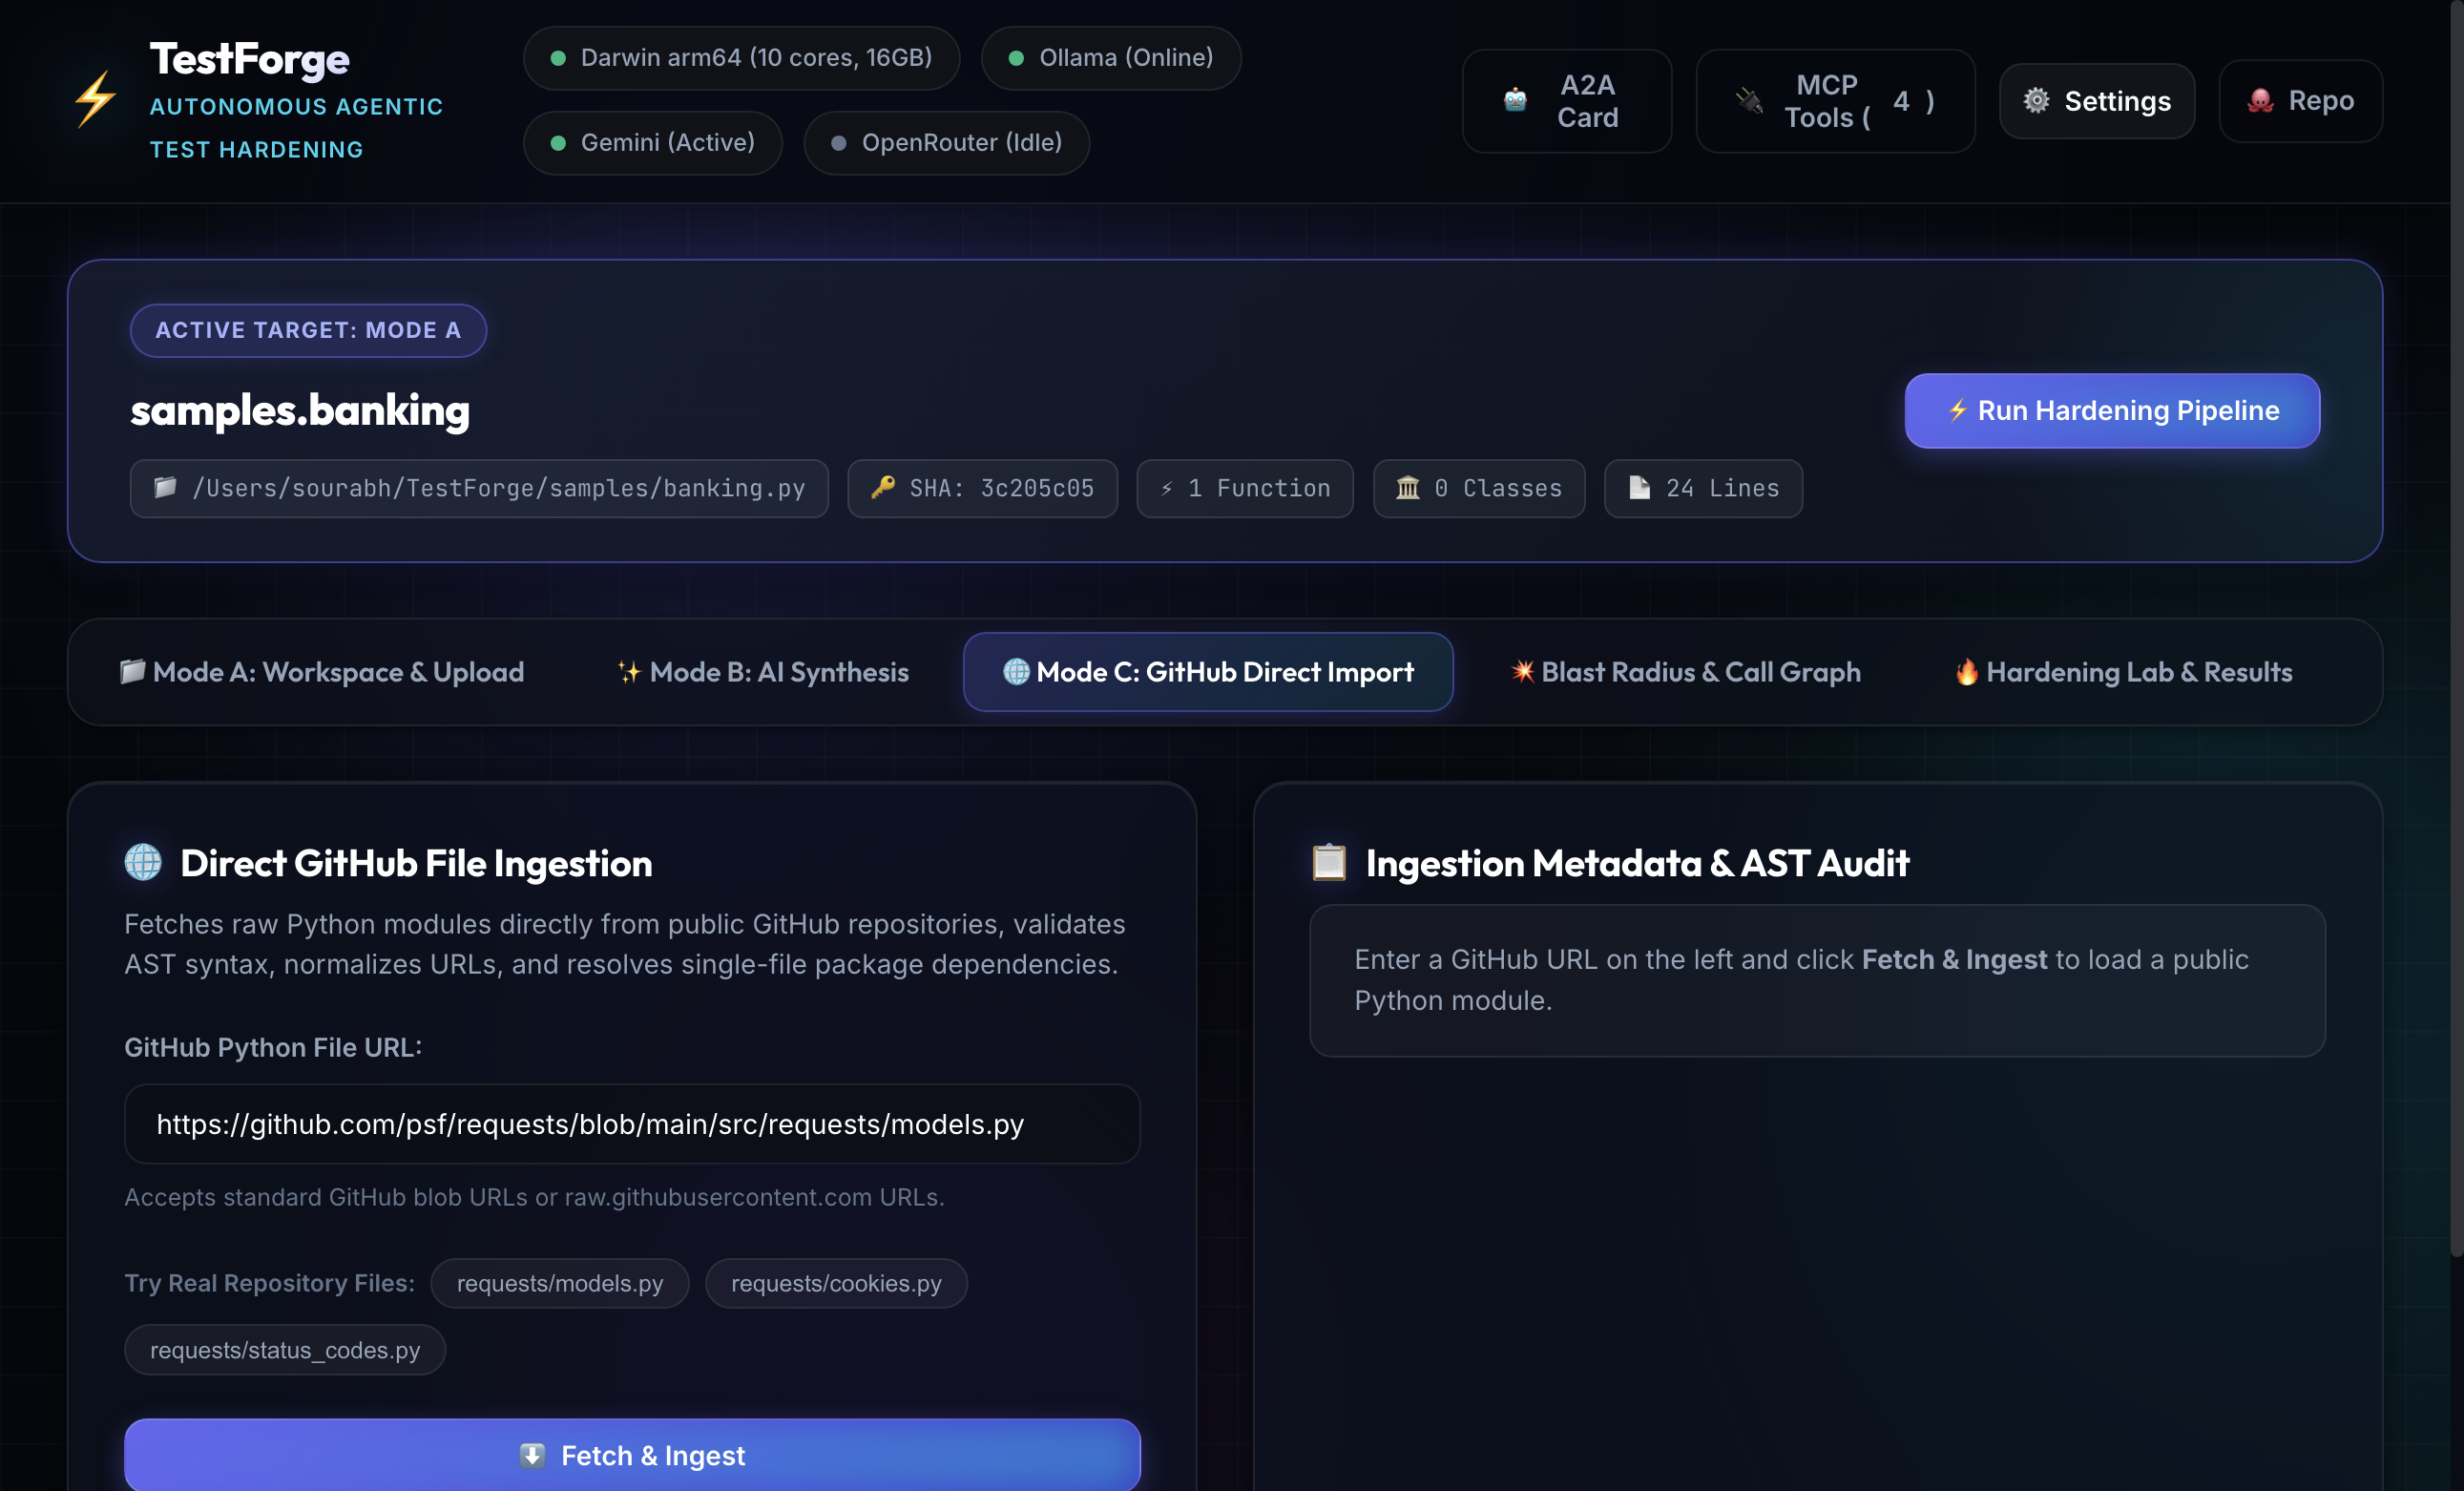 TestForge
AUTONOMOUS AGENTIC
TEST HARDENING
Darwin arm64 (10 cores, 16GB)
Ollama (Online)
Gemini (Active)
OpenRouter (Idle)
A2A
Card
MCP
Tools ( 4 )
Settings
Repo
ACTIVE TARGET: MODE A
samples.banking
/Users/sourabh/TestForge/samples/banking.py
SHA: 3c205c05
1 Function
0 Classes
24 Lines
Run Hardening Pipeline
Mode A: Workspace & Upload
Mode B: AI Synthesis
Mode C: GitHub Direct Import
Blast Radius & Call Graph
Hardening Lab & Results
Direct GitHub File Ingestion
Fetches raw Python modules directly from public GitHub repositories, validates
AST syntax, normalizes URLs, and resolves single-file package dependencies.
GitHub Python File URL:
https://github.com/psf/requests/blob/main/src/requests/models.py
Accepts standard GitHub blob URLs or raw.githubusercontent.com URLs.
Try Real Repository Files:
requests/models.py
requests/cookies.py
requests/status_codes.py
Fetch & Ingest
Ingestion Metadata & AST Audit
Enter a GitHub URL on the left and click Fetch & Ingest to load a public
Python module.